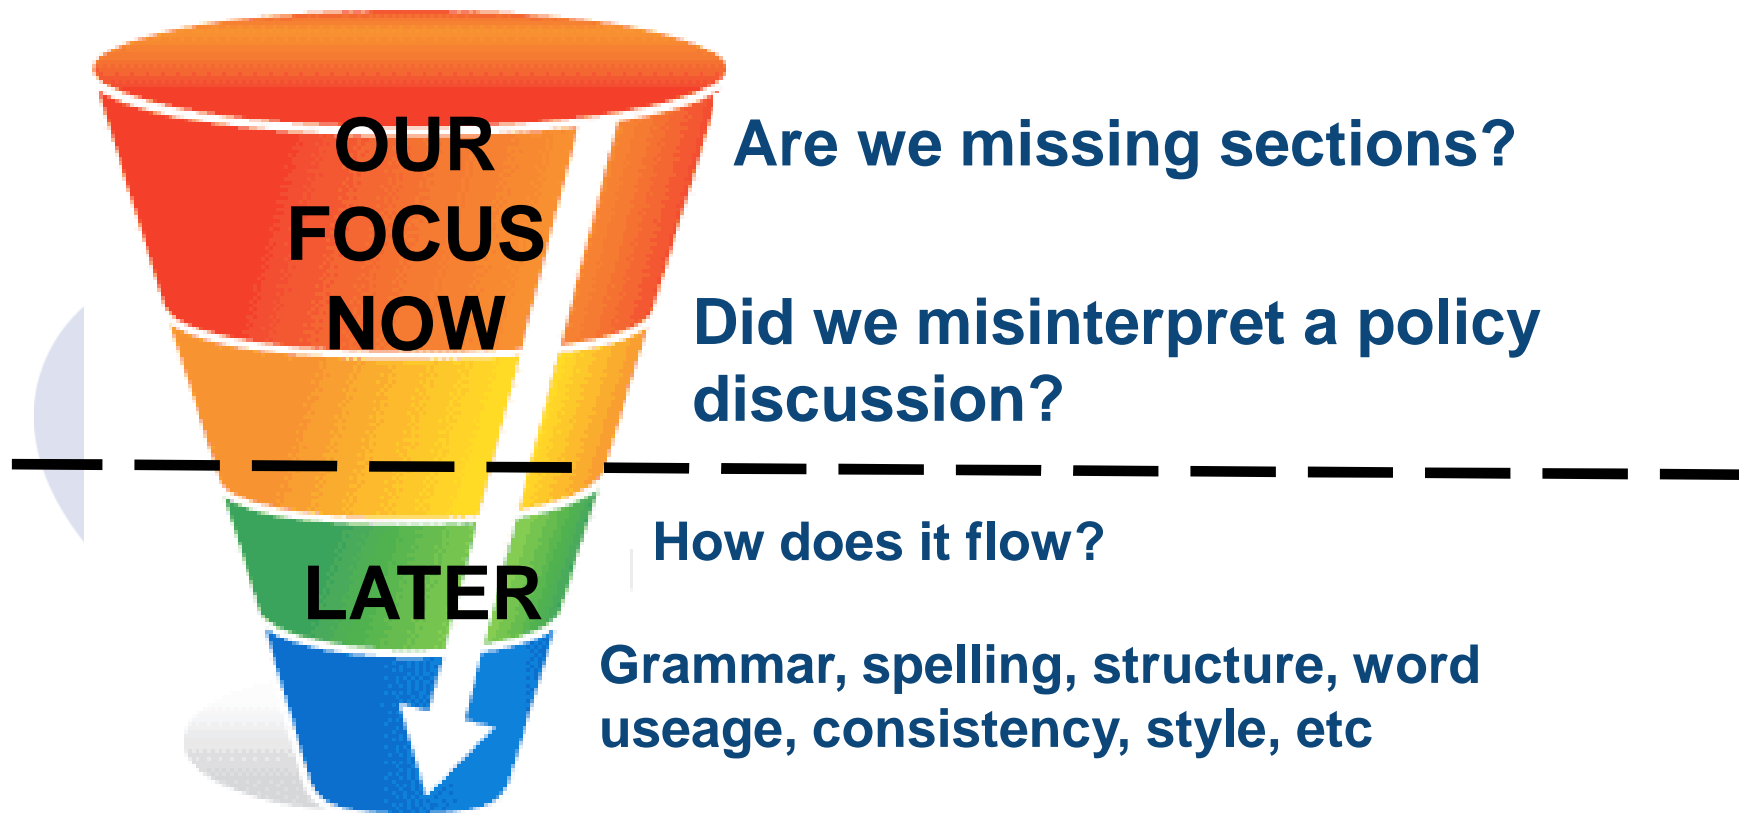 OUR
FOCUS
NOW
Are we missing sections?
Did we misinterpret a policy
discussion?
LATER
How does it flow?
Grammar, spelling, structure, word
useage, consistency, style, etc